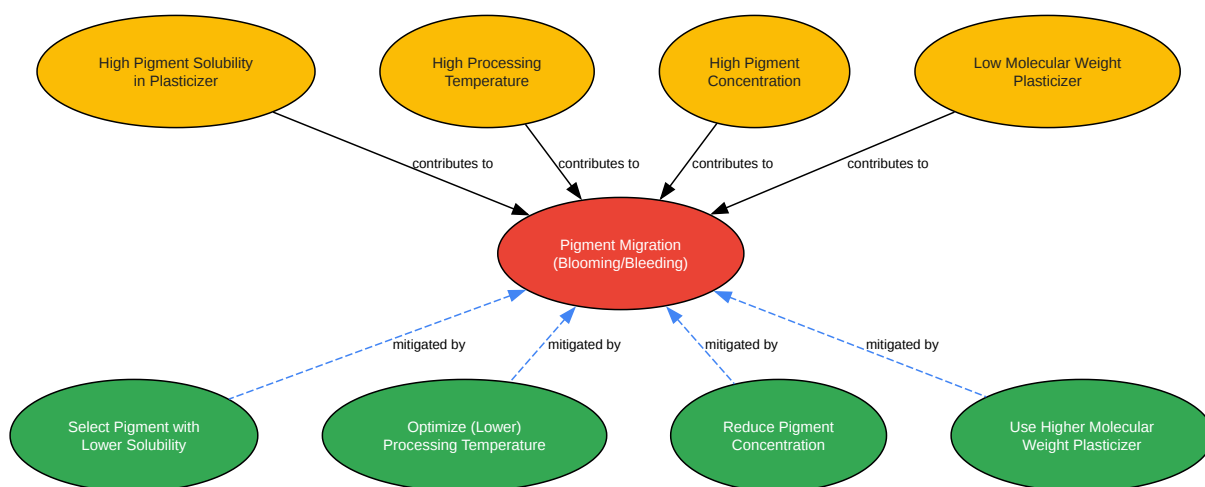 High Pigment Solubility
in Plasticizer
High Processing
Temperature
High Pigment
Concentration
Low Molecular Weight
Plasticizer
contributes to
contributes to
contributes to
contributes to
Pigment Migration
(Blooming/Bleeding)
mitigated by
mitigated by
mitigated by
mitigated by
Select Pigment with
Lower Solubility
Optimize (Lower)
Processing Temperature
Reduce Pigment
Concentration
Use Higher Molecular
Weight Plasticizer